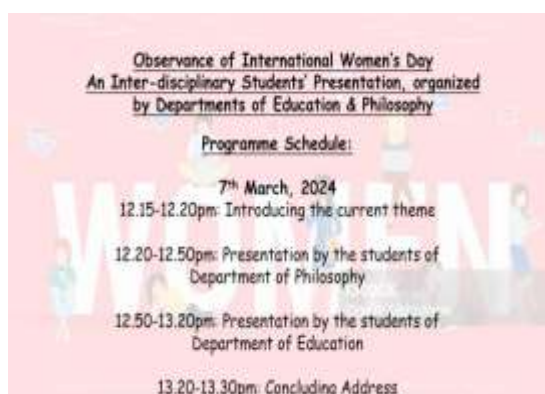 Observance of International Women's Day
An Inter-disciplinary Students' Presentation, organized
by Departments of Education & Philosophy
Programme Schedule:
7th March, 2024
12.15-12.20pm: Introducing the current theme
12.20-12.50pm: Presentation by the students of
Department of Philosophy
12.50-13.20pm: Presentation by the students of
Department of Education
13.20-13.30pm: Concluding Address
WOMEN